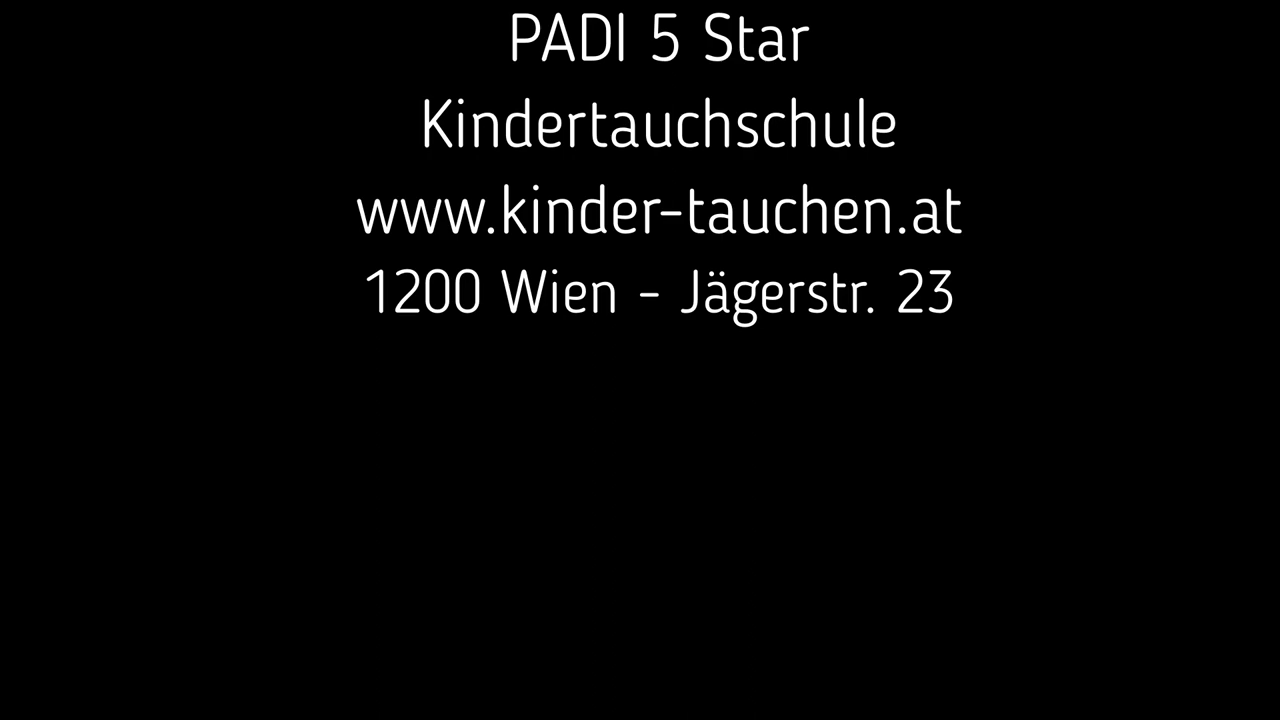 PADI 5 Star
Kindertauchschule
www.kinder-tauchen.at
1200 Wien - Jägerstr. 23